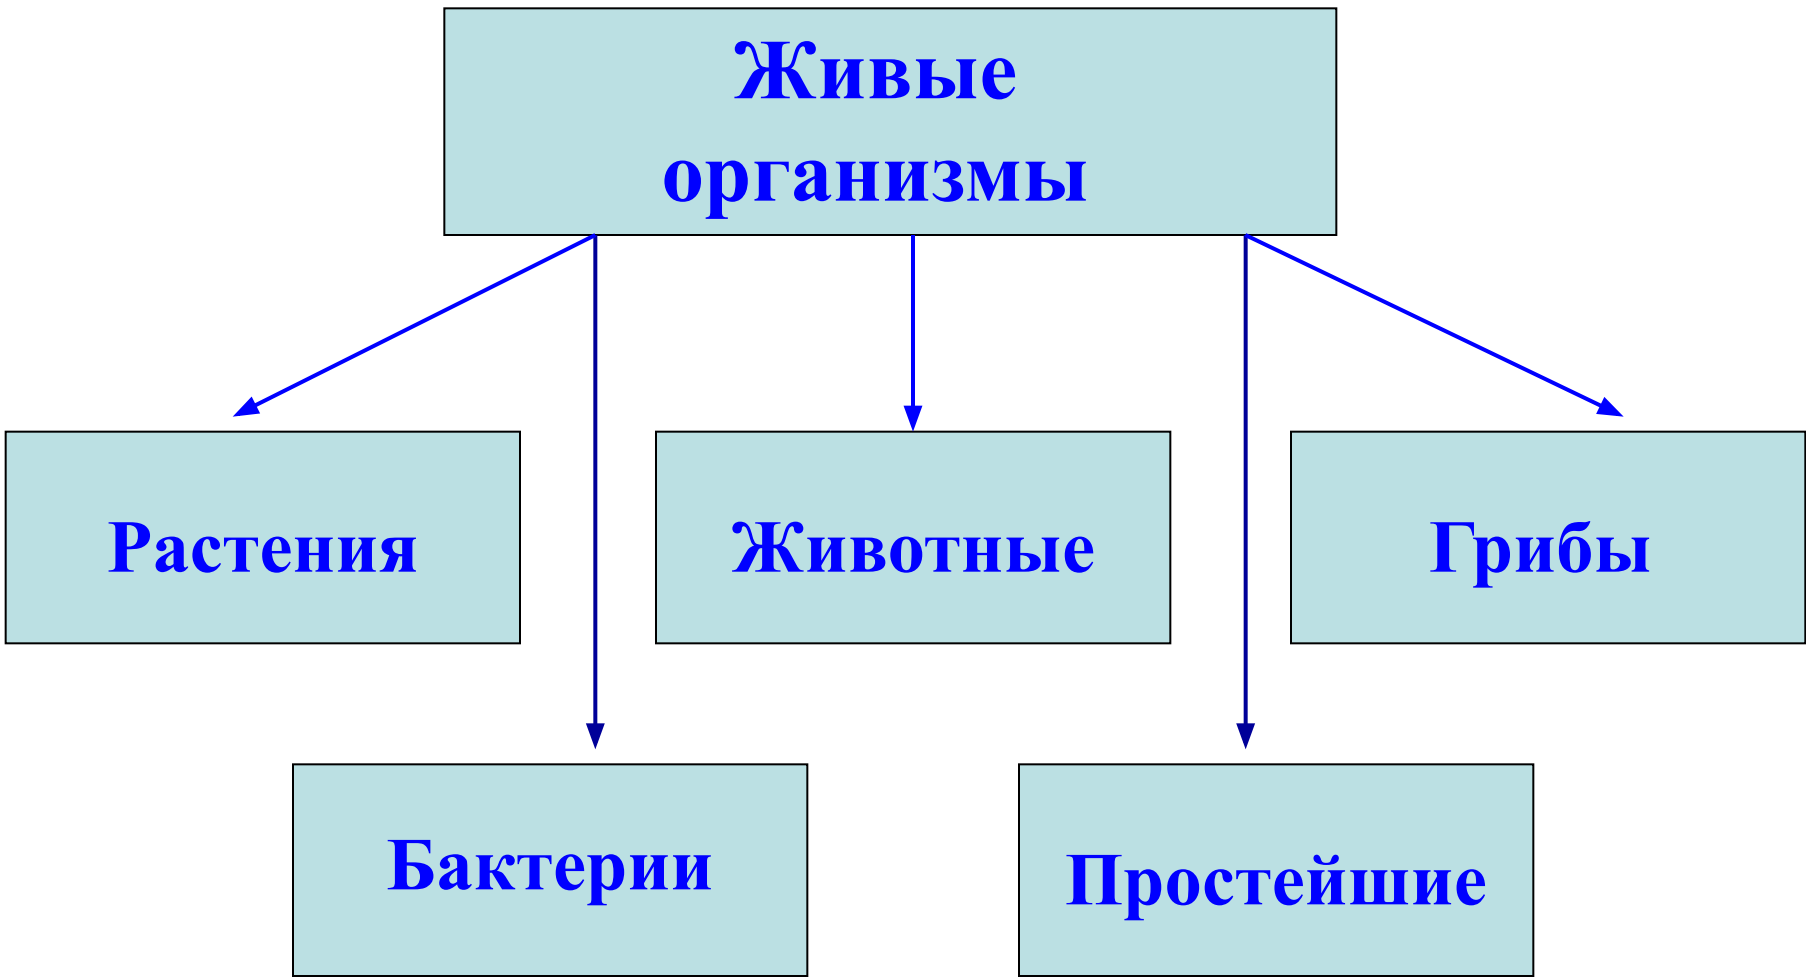 Живые
организмы
Растения
Животные
Грибы
Бактерии
Простейшие